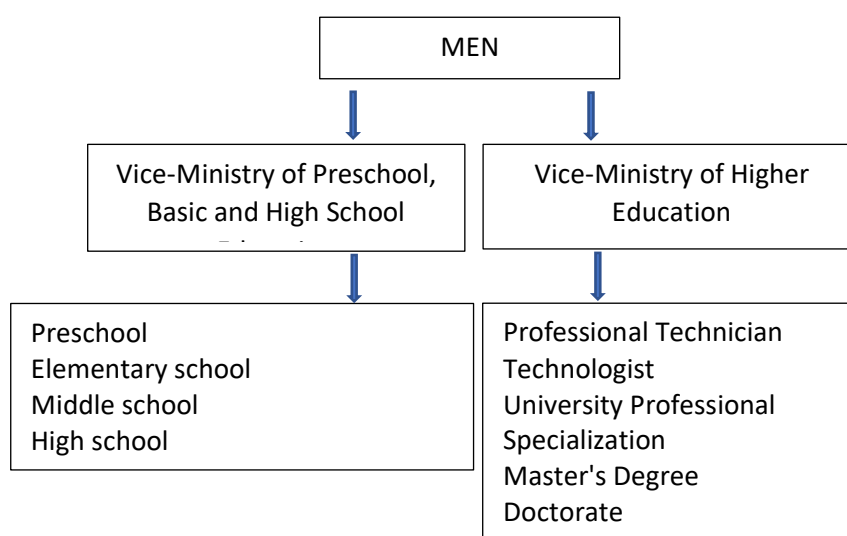 MEN
Vice-Ministry of Preschool,
Basic and High School
Vice-Ministry of Higher
Education
Preschool
Elementary school
Middle school
High school
Professional Technician
Technologist
University Professional
Specialization
Master's Degree
Doctorate